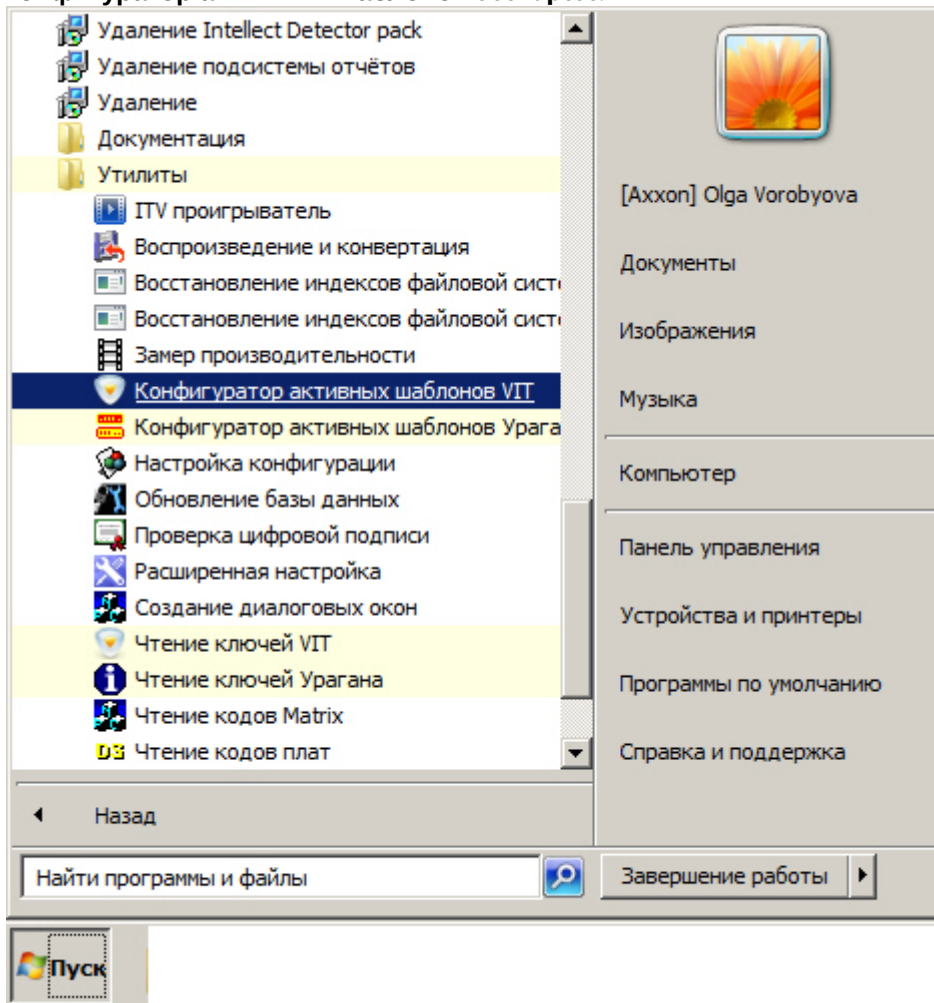 Удаление Intellect Detector pack
Удаление подсистемы отчётов
Удаление
Документация
Утилиты
ITV проигрыватель
Воспроизведение и конвертация
Восстановление индексов файловой сист
Восстановление индексов файловой сист
Замер производительности
Конфигуратор активных шаблонов VIT
Конфигуратор активных шаблонов Урага
Настройка конфигурации
Обновление базы данных
Проверка цифровой подписи
Расширенная настройка
Создание диалоговых окон
Чтение ключей VIT
Чтение ключей Урагана
Чтение кодов Matrix
Чтение кодов плат
Назад
Найти программы и файлы
[Axxon] Olga Vorobyova
Документы
Изображения
Музыка
Компьютер
Панель управления
Устройства и принтеры
Программы по умолчанию
Справка и поддержка
Завершение работы
Пуск